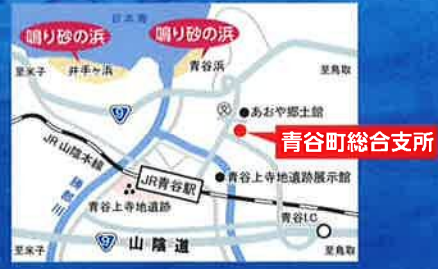 日本海
鳴り砂の浜
鳴り砂の浜
至米子
井手ヶ浜
青谷浜
至鳥取
9
文
あおや郷土館
青谷町総合支所
JR山陰本線
JR青谷駅
青谷上寺地遺跡展示館
勝部川
青谷上寺地遺跡
青谷I.C
至米子
9
山陰道
至鳥取